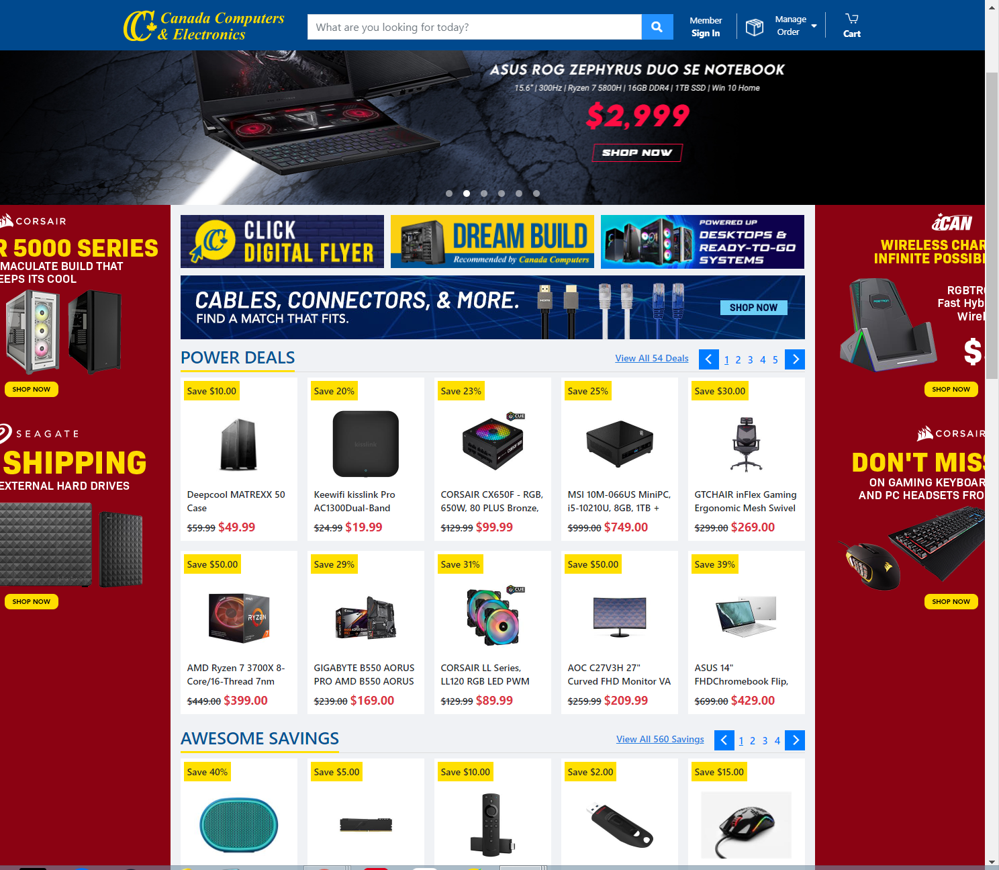 Canada Computers
& Electronics
What are you looking for today?
Member
Sign In
Manage
Order
Cart
ASUS ROG ZEPHYRUS DUO SE NOTEBOOK
15.6" | 300Hz | Ryzen 7 5800H | 16GB DDR4 | 1TB SSD | Win 10 Home
$2,999
SHOP NOW
CORSAIR
R 5000 SERIES
MACULATE BUILD THAT
EEPS ITS COOL
SHOP NOW
SEAGATE
SHIPPING
EXTERNAL HARD DRIVES
SHOP NOW
CLICK
DIGITAL FLYER
DREAM BUILD
Recommended by Canada Computers
POWERED UP
DESKTOPS &
READY-TO-GO
SYSTEMS
CABLES, CONNECTORS, & MORE.
FIND A MATCH THAT FITS.
HDMI
SHOP NOW
POWER DEALS
View All 54 Deals
1 2 3 4 5
Save $10.00
Deepcool MATREXX 50
Case
$59.99 $49.99
Save 20%
kisslink
Keewifi kisslink Pro
AC1300Dual-Band
$24.99 $19.99
Save 23%
CUE
CORSAIR CX650F - RGB,
650W, 80 PLUS Bronze,
$129.99 $99.99
Save 25%
MSI 10M-066US MiniPC,
i5-10210U, 8GB, 1TB +
$999.00 $749.00
Save $30.00
GTCHAIR inFlex Gaming
Ergonomic Mesh Swivel
$299.00 $269.00
Save $50.00
AMD
RYZEN
7
AMD Ryzen 7 3700X 8-
Core/16-Thread 7nm
$449.00 $399.00
Save 29%
GIGABYTE B550 AORUS
PRO AMD B550 AORUS
$239.00 $169.00
Save 31%
CUE
CORSAIR LL Series,
LL120 RGB LED PWM
$129.99 $89.99
Save $50.00
AOC C27V3H 27"
Curved FHD Monitor VA
$259.99 $209.99
Save 39%
ASUS 14"
FHDChromebook Flip,
$699.00 $429.00
AWESOME SAVINGS
View All 560 Savings
1 2 3 4
Save 40%
Save $5.00
Save $10.00
Save $2.00
Save $15.00
iCAN
WIRELESS CHAR
INFINITE POSSIB
RGBTR
Fast Hyb
Wirel
$
SHOP NOW
CORSAIR
DON'T MISS
ON GAMING KEYBOAR
AND PC HEADSETS FRO
SHOP NOW